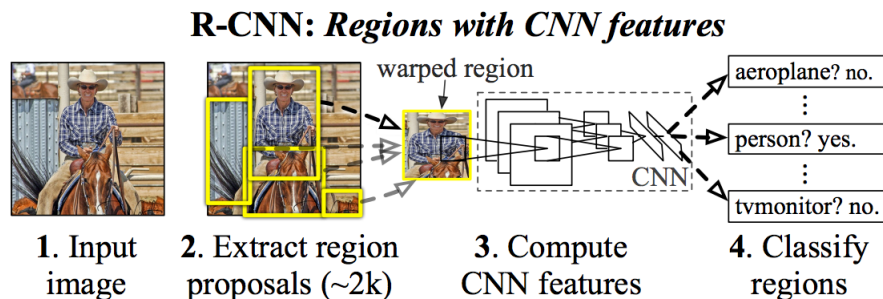 R-CNN: Regions with CNN features
warped region
aeroplane? no.
person? yes.
CNN
tvmonitor? no.
1. Input
image
2. Extract region
proposals (~2k)
3. Compute
CNN features
4. Classify
regions